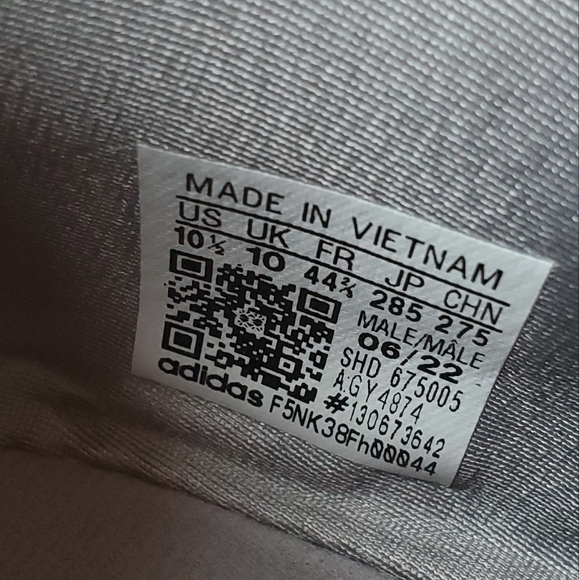 MADE IN VIETNAM
US UK FR JP CHN
10½ 10 44⅔ 285 275
MALE/MÂLE
06/22
SHD 675005
A.GY4874
#130673642
adidas F5NK38Fh00044